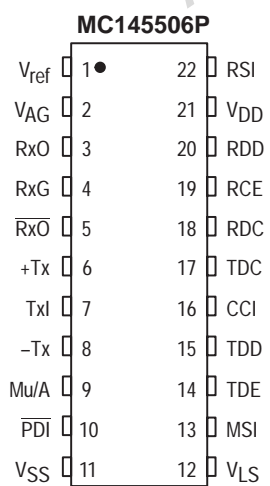 MC145506P
Vref 1 22 RSI
VAG 2 21 VDD
RxO 3 20 RDD
RxG 4 19 RCE
R̅x̅O̅ 5 18 RDC
+Tx 6 17 TDC
TxI 7 16 CCI
–Tx 8 15 TDD
Mu/A 9 14 TDE
P̅D̅I̅ 10 13 MSI
VSS 11 12 VLS